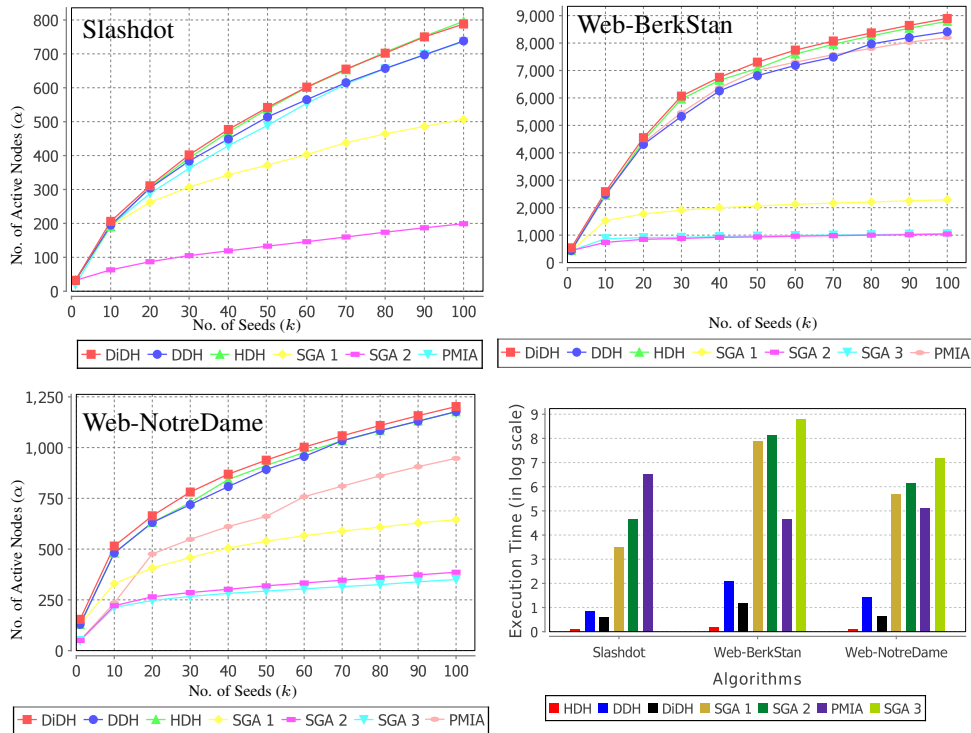 Slashdot
No. of Active Nodes (α)
800
700
600
500
400
300
200
100
0
0 10 20 30 40 50 60 70 80 90 100
No. of Seeds (k)
DiDH DDH HDH SGA 1 SGA 2 PMIA
Web-BerkStan
No. of Active Nodes (α)
9,000
8,000
7,000
6,000
5,000
4,000
3,000
2,000
1,000
0
0 10 20 30 40 50 60 70 80 90 100
No. of Seeds (k)
DiDH DDH HDH SGA 1 SGA 2 SGA 3 PMIA
Web-NotreDame
No. of Active Nodes (α)
1,250
1,000
750
500
250
0
0 10 20 30 40 50 60 70 80 90 100
No. of Seeds (k)
DiDH DDH HDH SGA 1 SGA 2 SGA 3 PMIA
Execution Time (in log scale)
9
8
7
6
5
4
3
2
1
0
Slashdot Web-BerkStan Web-NotreDame
Algorithms
HDH DDH DiDH SGA 1 SGA 2 PMIA SGA 3